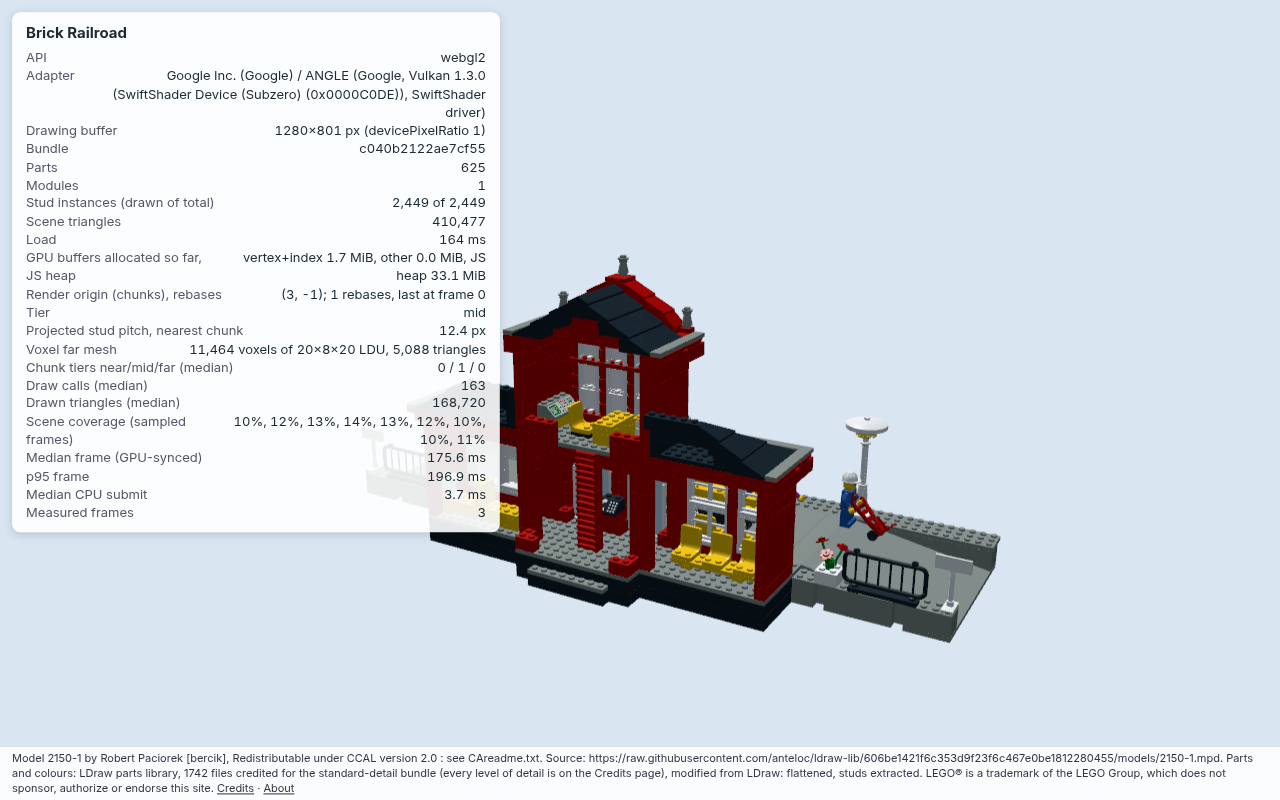 Brick Railroad
API webgl2
Adapter Google Inc. (Google) / ANGLE (Google, Vulkan 1.3.0
(SwiftShader Device (Subzero) (0x0000C0DE)), SwiftShader
driver)
Drawing buffer 1280×801 px (devicePixelRatio 1)
Bundle c040b2122ae7cf55
Parts 625
Modules 1
Stud instances (drawn of total) 2,449 of 2,449
Scene triangles 410,477
Load 164 ms
GPU buffers allocated so far, vertex+index 1.7 MiB, other 0.0 MiB, JS
JS heap heap 33.1 MiB
Render origin (chunks), rebases (3, -1); 1 rebases, last at frame 0
Tier mid
Projected stud pitch, nearest chunk 12.4 px
Voxel far mesh 11,464 voxels of 20×8×20 LDU, 5,088 triangles
Chunk tiers near/mid/far (median) 0 / 1 / 0
Draw calls (median) 163
Drawn triangles (median) 168,720
Scene coverage (sampled 10%, 12%, 13%, 14%, 13%, 12%, 10%,
frames) 10%, 11%
Median frame (GPU-synced) 175.6 ms
p95 frame 196.9 ms
Median CPU submit 3.7 ms
Measured frames 3
Model 2150-1 by Robert Paciorek [bercik], Redistributable under CCAL version 2.0 : see CAreadme.txt. Source: https://raw.githubusercontent.com/anteloc/ldraw-lib/606be1421f6c353d9f23f6c467e0be1812280455/models/2150-1.mpd. Parts
and colours: LDraw parts library, 1742 files credited for the standard-detail bundle (every level of detail is on the Credits page), modified from LDraw: flattened, studs extracted. LEGO® is a trademark of the LEGO Group, which does not
sponsor, authorize or endorse this site. Credits · About